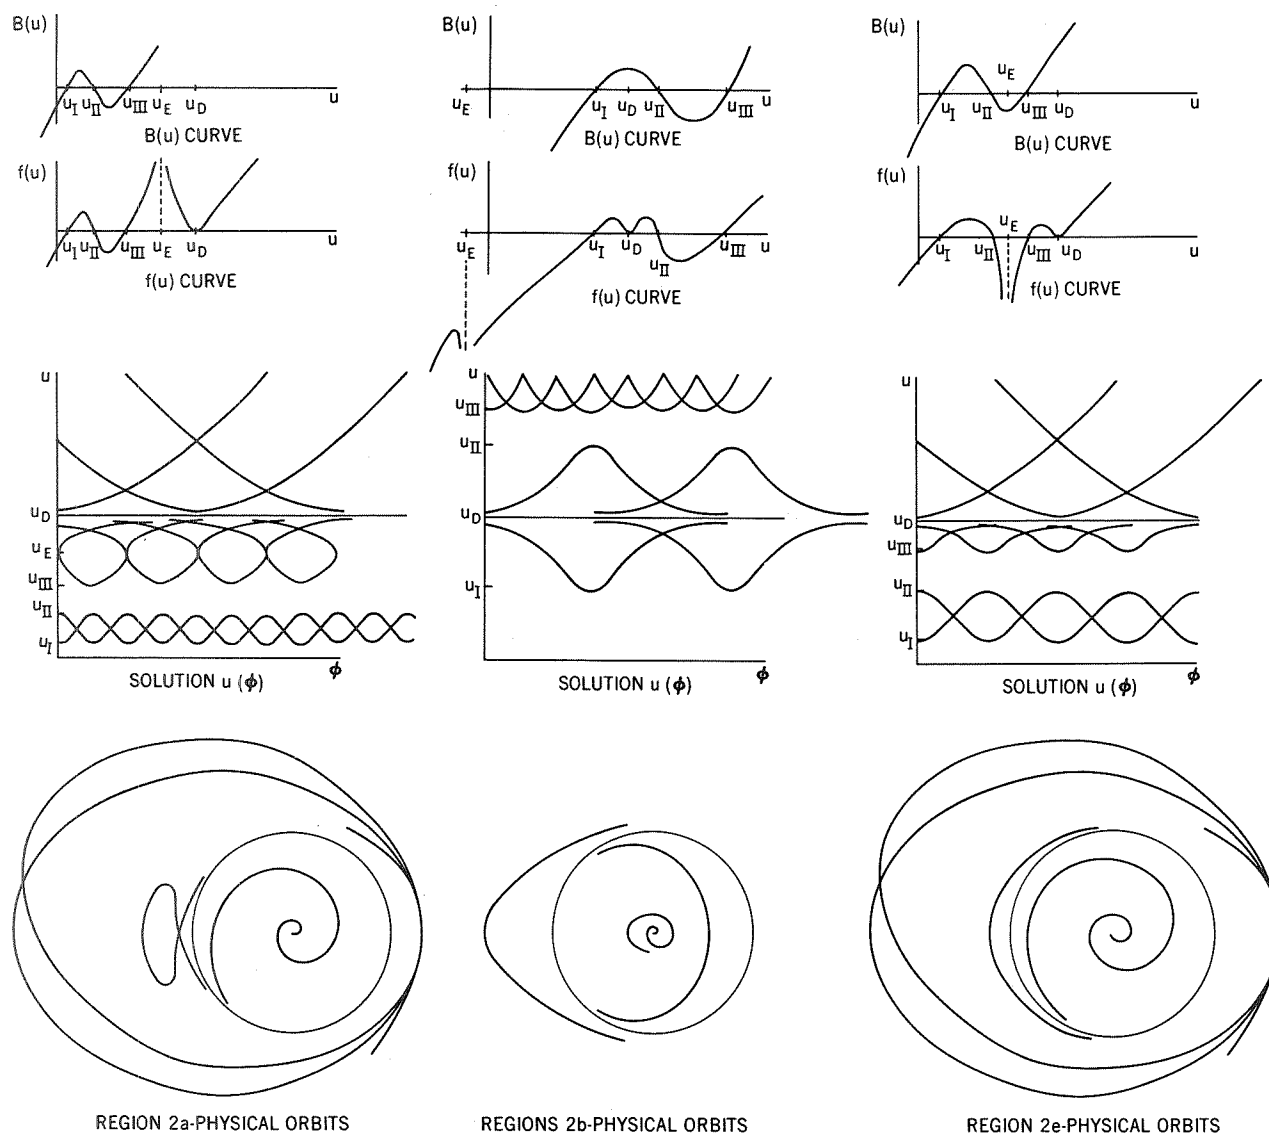 B(u)
u_I u_II u_III u_E u_D u
B(u) CURVE
f(u)
u_I u_II u_III u_E u_D u
f(u) CURVE
u
u_D
u_E
u_III
u_II
u_I
ϕ
SOLUTION u (ϕ)
REGION 2a-PHYSICAL ORBITS
B(u)
u_E u_I u_D u_II u_III u
B(u) CURVE
f(u)
u_E u_I u_D u_II u_III u
f(u) CURVE
u
u_III
u_II
u_D
u_I
ϕ
SOLUTION u (ϕ)
REGIONS 2b-PHYSICAL ORBITS
B(u)
u_E
u_I u_II u_III u_D u
B(u) CURVE
f(u)
u_E
u_I u_II u_III u_D u
f(u) CURVE
u
u_D
u_III
u_II
u_I
ϕ
SOLUTION u (ϕ)
REGION 2e-PHYSICAL ORBITS